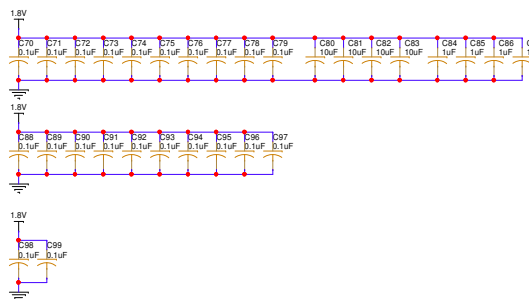 1.8V
C70 C71 C72 C73 C74 C75 C76 C77 C78 C79 C80 C81 C82 C83 C84 C85 C86
0.1uF 0.1uF 0.1uF 0.1uF 0.1uF 0.1uF 0.1uF 0.1uF 0.1uF 0.1uF 10uF 10uF 10uF 10uF 1uF 1uF 1uF
1.8V
C88 C89 C90 C91 C92 C93 C94 C95 C96 C97
0.1uF 0.1uF 0.1uF 0.1uF 0.1uF 0.1uF 0.1uF 0.1uF 0.1uF 0.1uF
1.8V
C98 C99
0.1uF 0.1uF